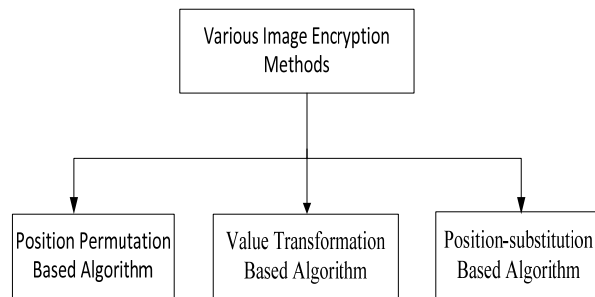 Various Image Encryption
Methods
Position Permutation
Based Algorithm
Value Transformation
Based Algorithm
Position-substitution
Based Algorithm